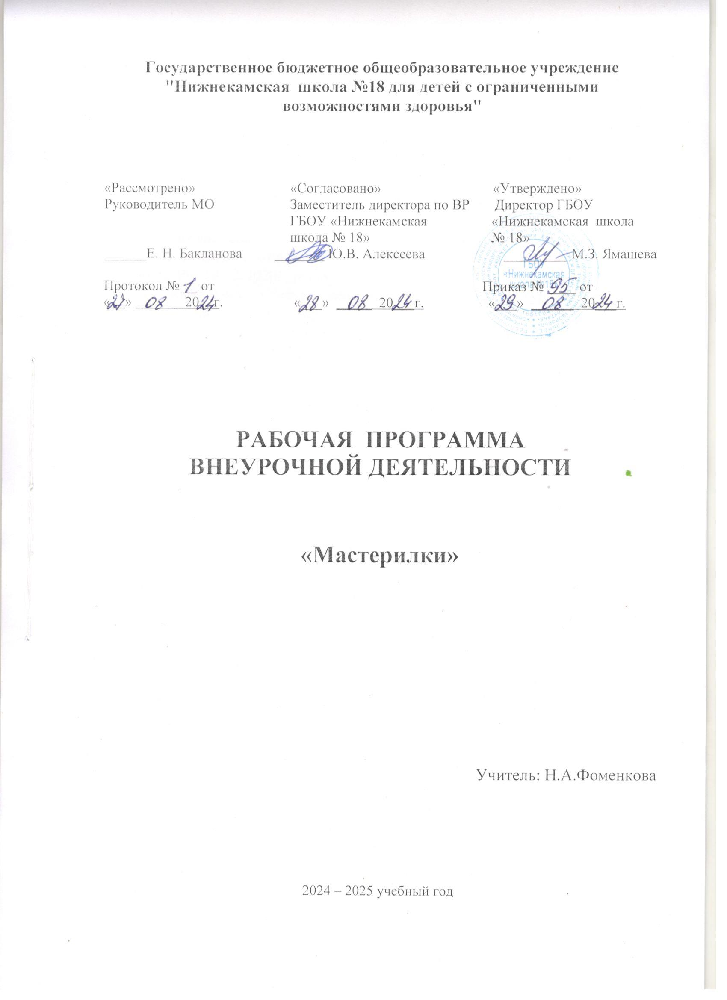 Государственное бюджетное общеобразовательное учреждение
"Нижнекамская школа №18 для детей с ограниченными
возможностями здоровья"
«Рассмотрено»
Руководитель МО
______Е. Н. Бакланова
Протокол № 1 от
«27» 08 2024г.
«Согласовано»
Заместитель директора по ВР
ГБОУ «Нижнекамская
школа № 18»
Ю.В. Алексеева
«28» 08 2024 г.
«Утверждено»
Директор ГБОУ
«Нижнекамская школа
№ 18»
М.З. Ямашева
Приказ № 95 от
«29» 08 2024 г.
ГБОУ
«Нижнекамская
школа №18»
РАБОЧАЯ ПРОГРАММА
ВНЕУРОЧНОЙ ДЕЯТЕЛЬНОСТИ
«Мастерилки»
Учитель: Н.А.Фоменкова
2024 – 2025 учебный год